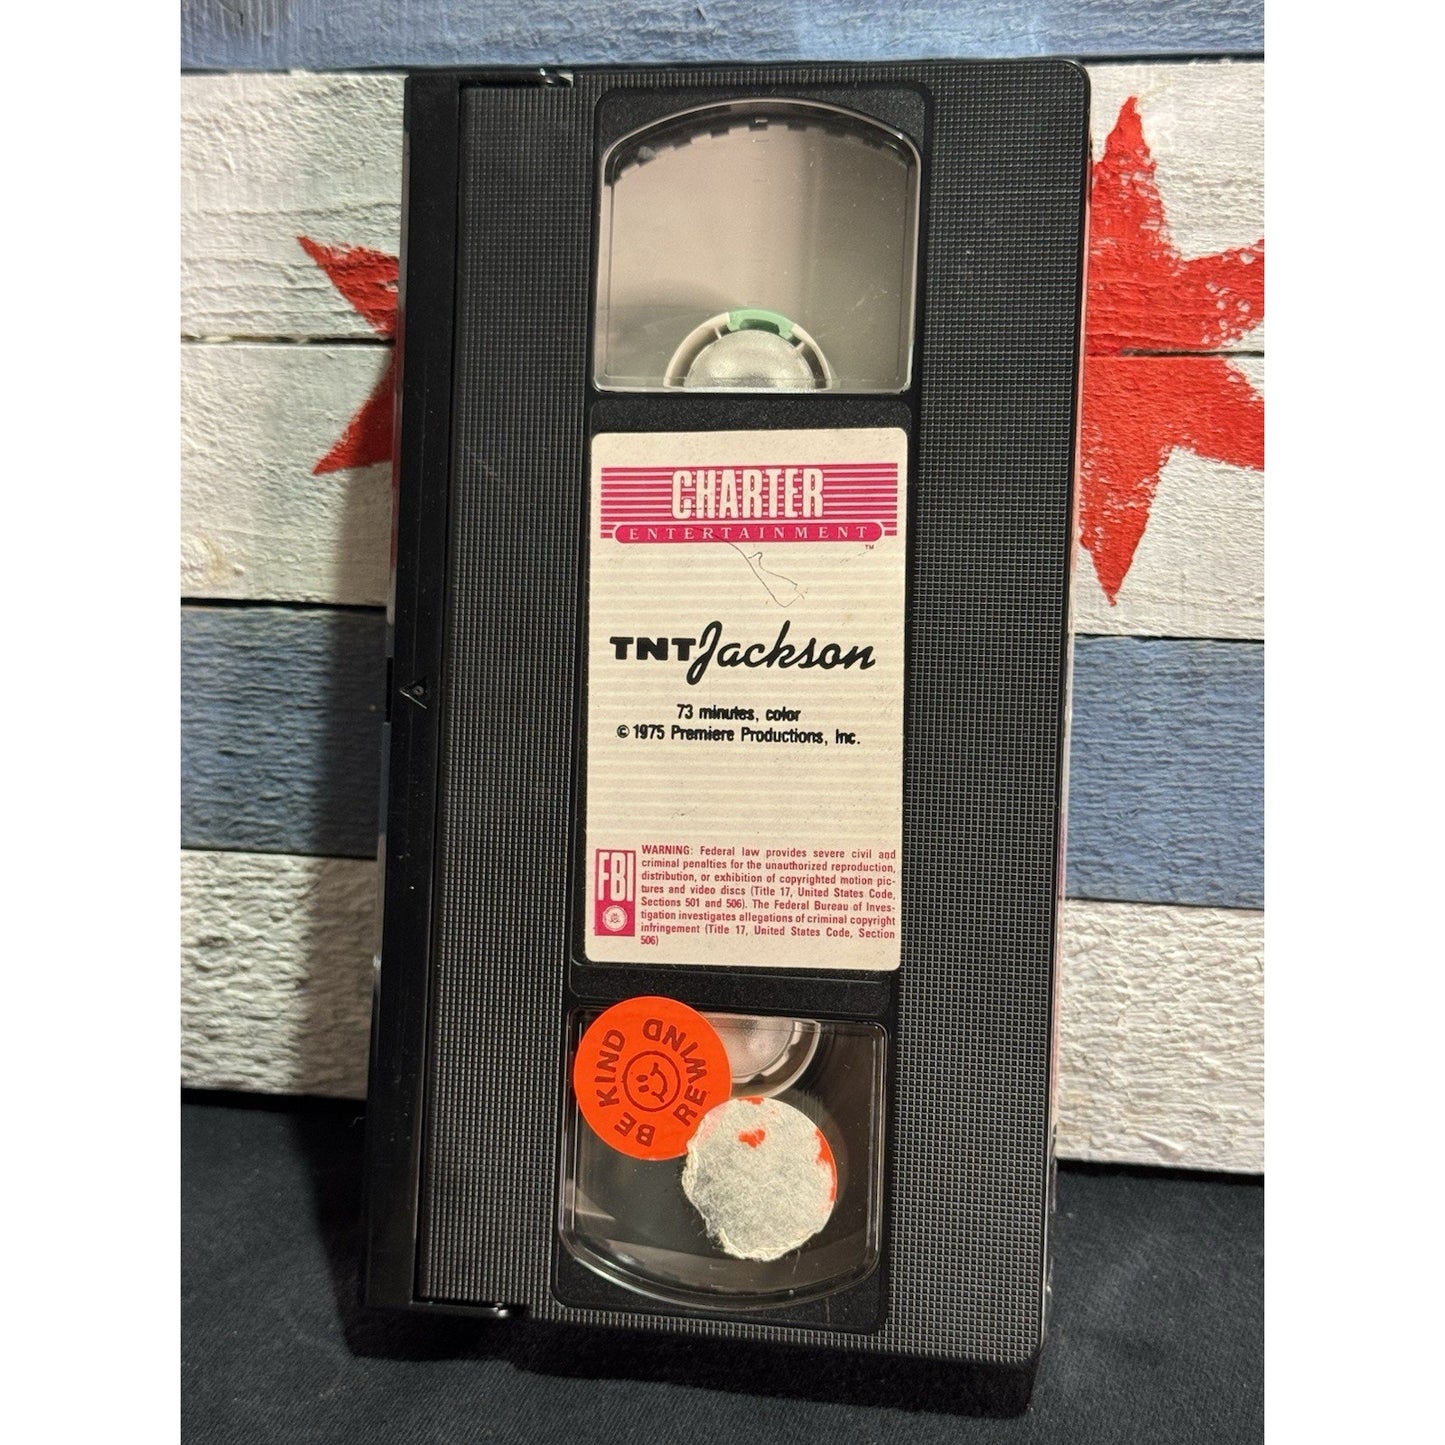 CHARTER
ENTERTAINMENT
TM
TNT Jackson
73 minutes, color
© 1975 Premiere Productions, Inc.
FBI
WARNING: Federal law provides severe civil and
criminal penalties for the unauthorized reproduction,
distribution, or exhibition of copyrighted motion pic-
tures and video discs (Title 17, United States Code,
Sections 501 and 506). The Federal Bureau of Inves-
tigation investigates allegations of criminal copyright
infringement (Title 17, United States Code, Section
506)
BE KIND REWIND
BE